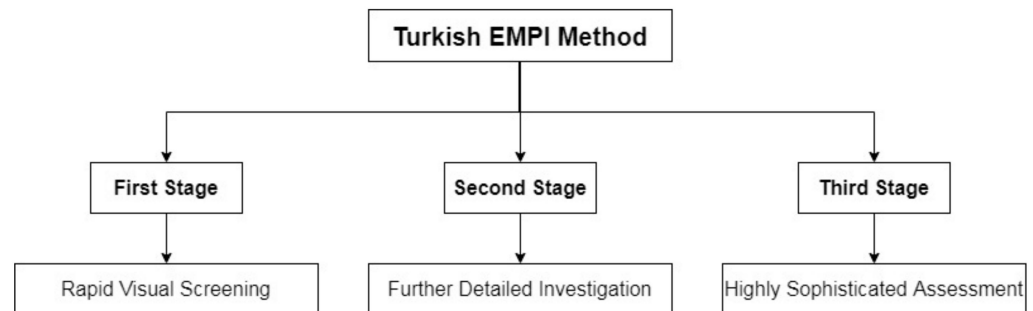 Turkish EMPI Method
First Stage
Second Stage
Third Stage
Rapid Visual Screening
Further Detailed Investigation
Highly Sophisticated Assessment